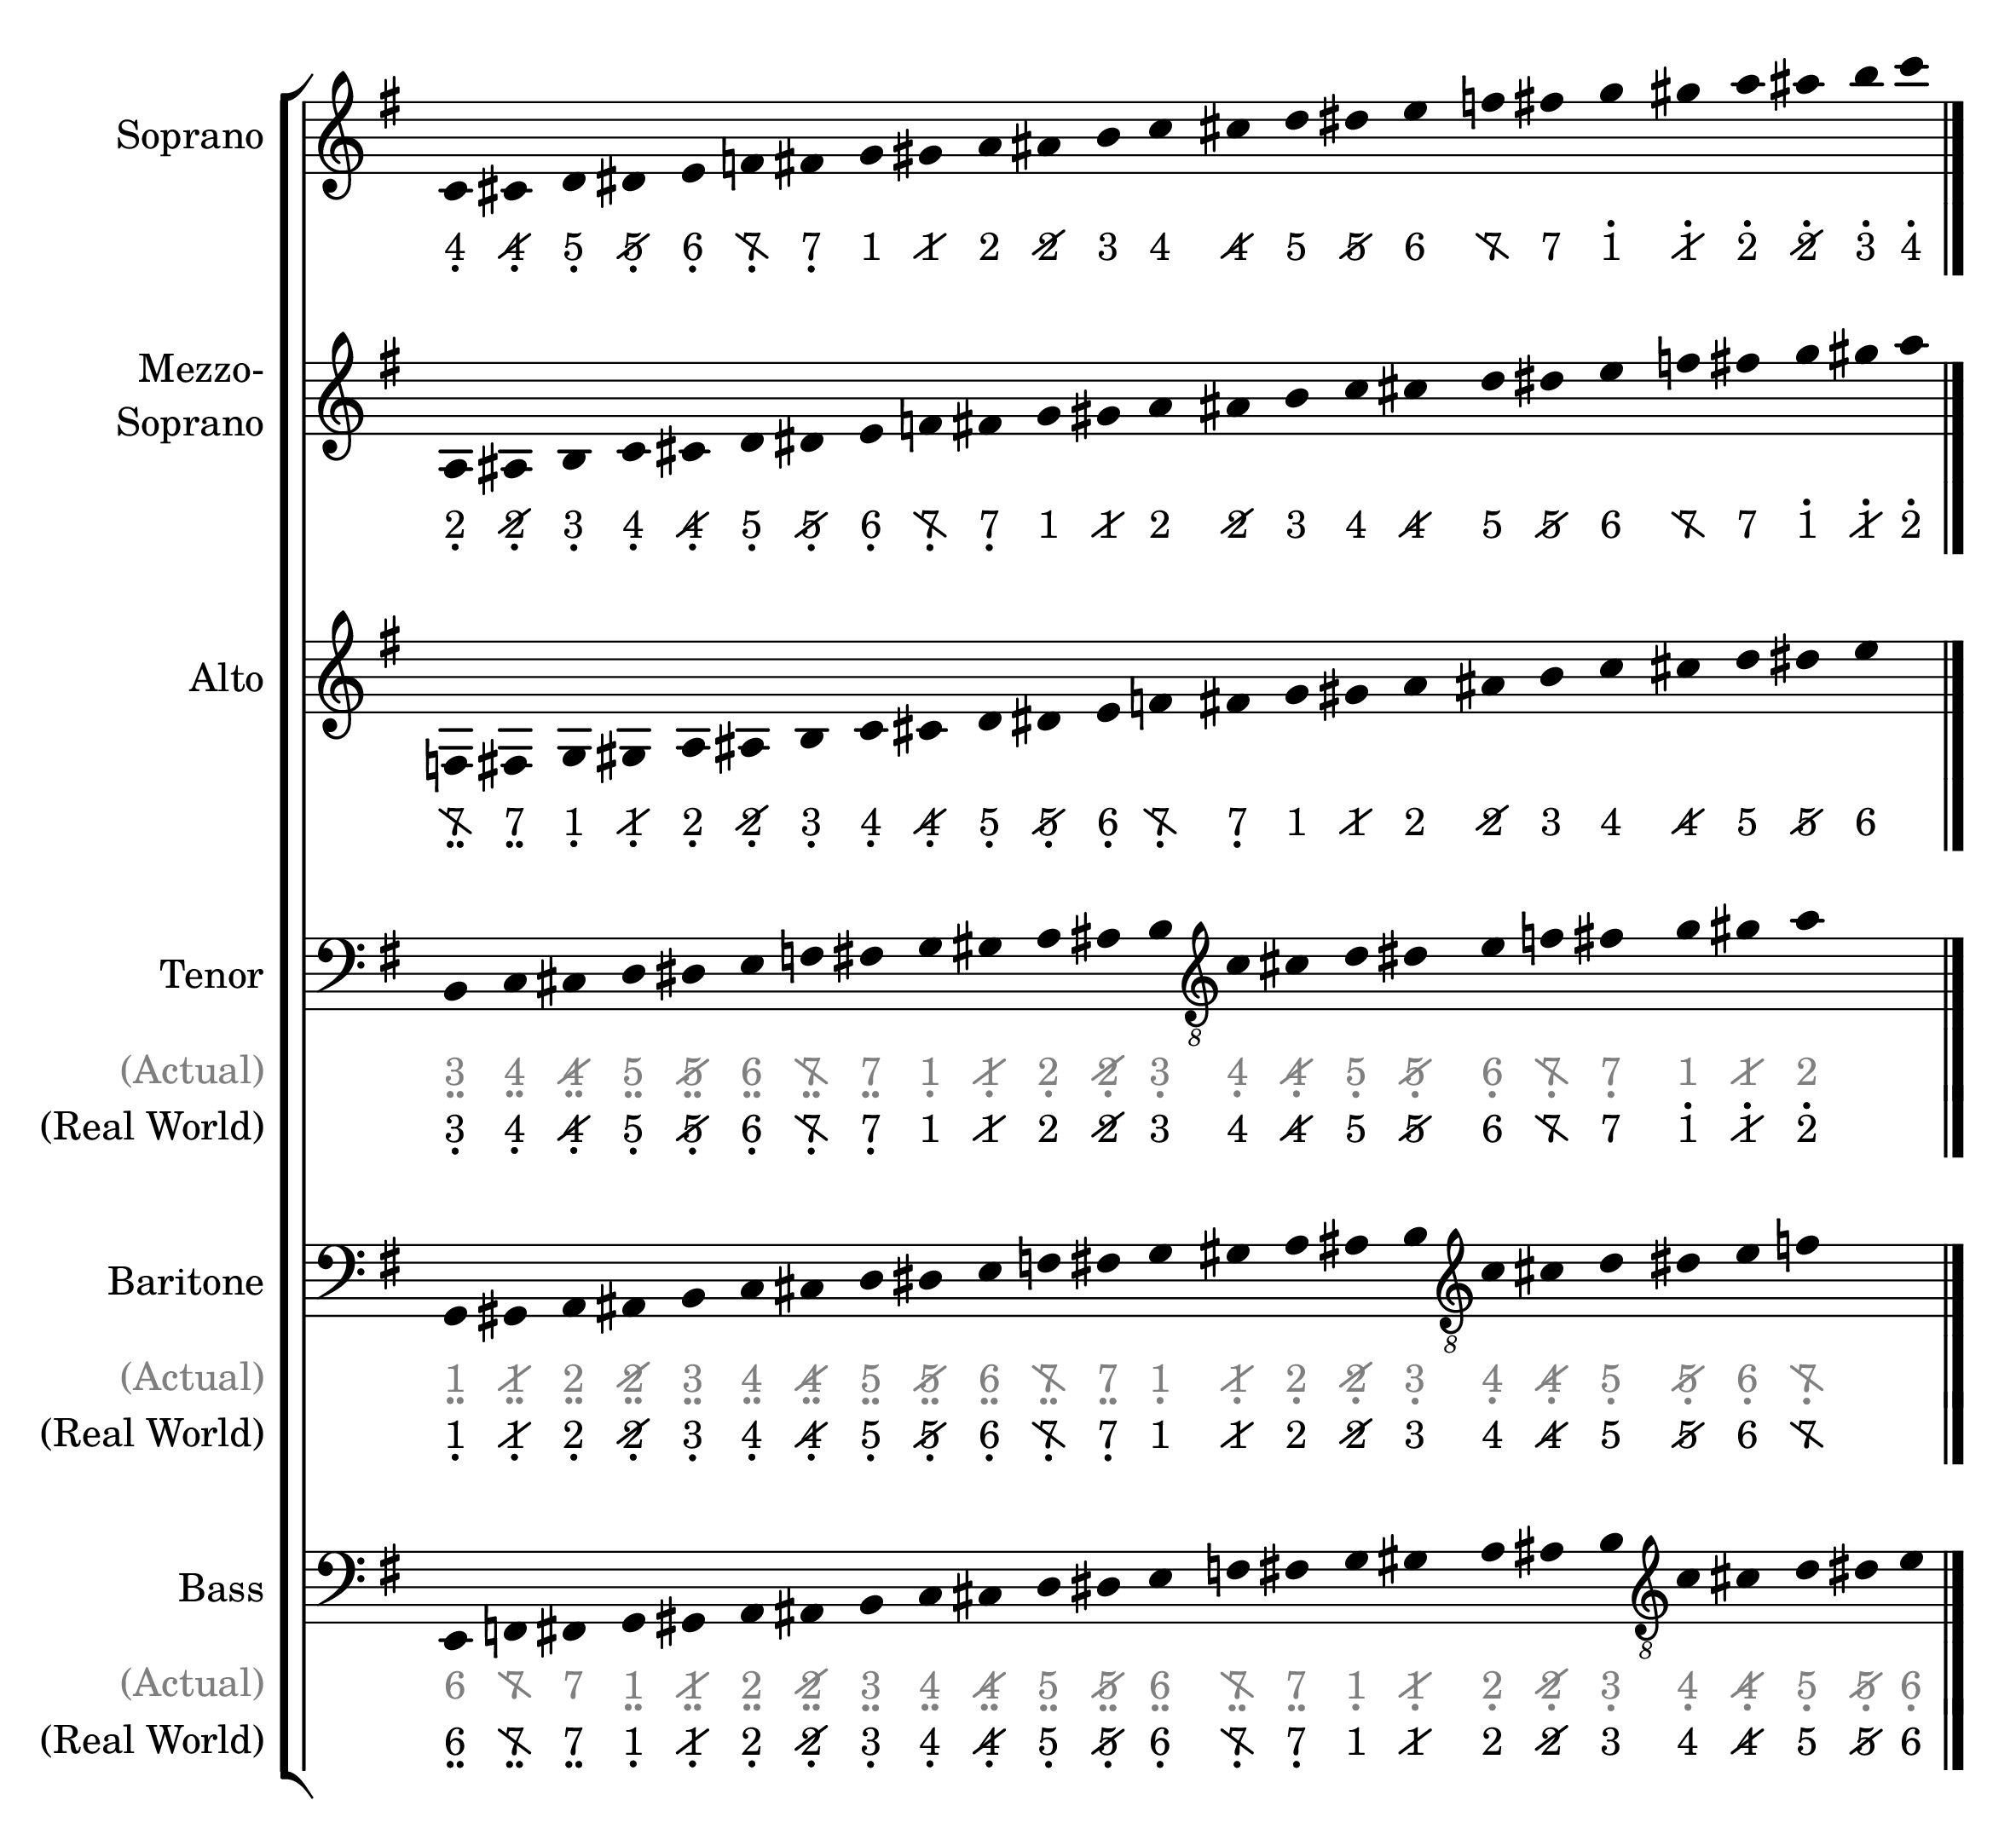 Soprano
4 4 5 5 6 7 7 1 1 2 2 3 4 4 5 5 6 7 7 1 1 2 2 3 4
Mezzo-
Soprano
2 2 3 4 4 5 5 6 7 7 1 1 2 2 3 4 4 5 5 6 7 7 1 1 2
Alto
7 7 1 1 2 2 3 4 4 5 5 6 7 7 1 1 2 2 3 4 4 5 5 6
Tenor
8
(Actual) 3 4 4 5 5 6 7 7 1 1 2 2 3 4 4 5 5 6 7 7 1 1 2
(Real World) 3 4 4 5 5 6 7 7 1 1 2 2 3 4 4 5 5 6 7 7 1 1 2
Baritone
8
(Actual) 1 1 2 2 3 4 4 5 5 6 7 7 1 1 2 2 3 4 4 5 5 6 7
(Real World) 1 1 2 2 3 4 4 5 5 6 7 7 1 1 2 2 3 4 4 5 5 6 7
Bass
8
(Actual) 6 7 7 1 1 2 2 3 4 4 5 5 6 7 7 1 1 2 2 3 4 4 5 5 6
(Real World) 6 7 7 1 1 2 2 3 4 4 5 5 6 7 7 1 1 2 2 3 4 4 5 5 6